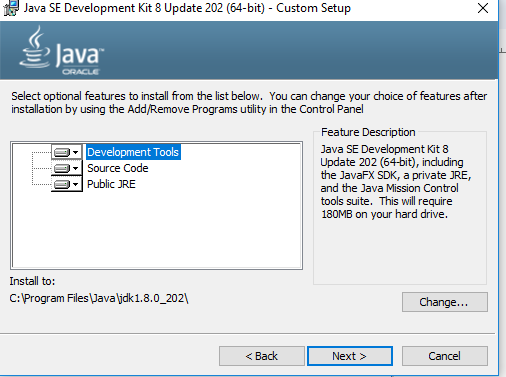 Java SE Development Kit 8 Update 202 (64-bit) - Custom Setup
Java
ORACLE
Select optional features to install from the list below. You can change your choice of features after
installation by using the Add/Remove Programs utility in the Control Panel
Development Tools
Source Code
Public JRE
Feature Description
Java SE Development Kit 8
Update 202 (64-bit), including
the JavaFX SDK, a private JRE,
and the Java Mission Control
tools suite. This will require
180MB on your hard drive.
Install to:
C:\Program Files\Java\jdk1.8.0_202\
Change...
< Back
Next >
Cancel